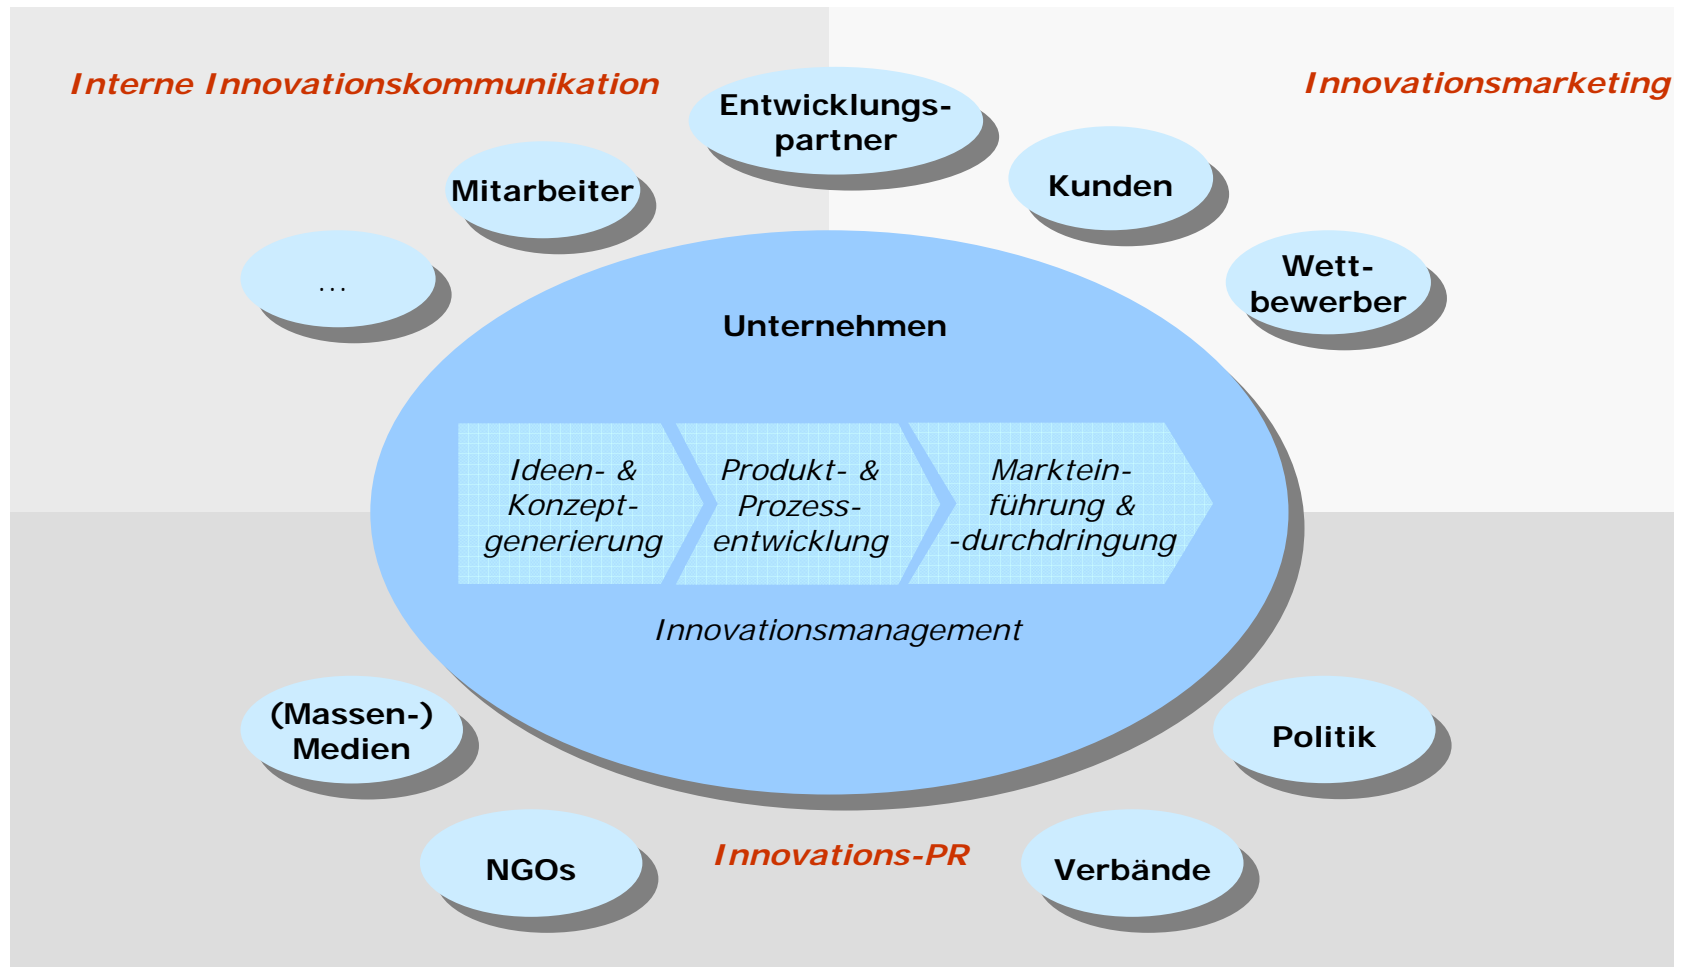 Interne Innovationskommunikation
Innovationsmarketing
Entwicklungs-
partner
Mitarbeiter
Kunden
...
Wett-
bewerber
Unternehmen
Ideen- &
Konzept-
generierung
Produkt- &
Prozess-
entwicklung
Marktein-
führung &
-durchdringung
Innovationsmanagement
(Massen-)
Medien
Politik
NGOs
Innovations-PR
Verbände